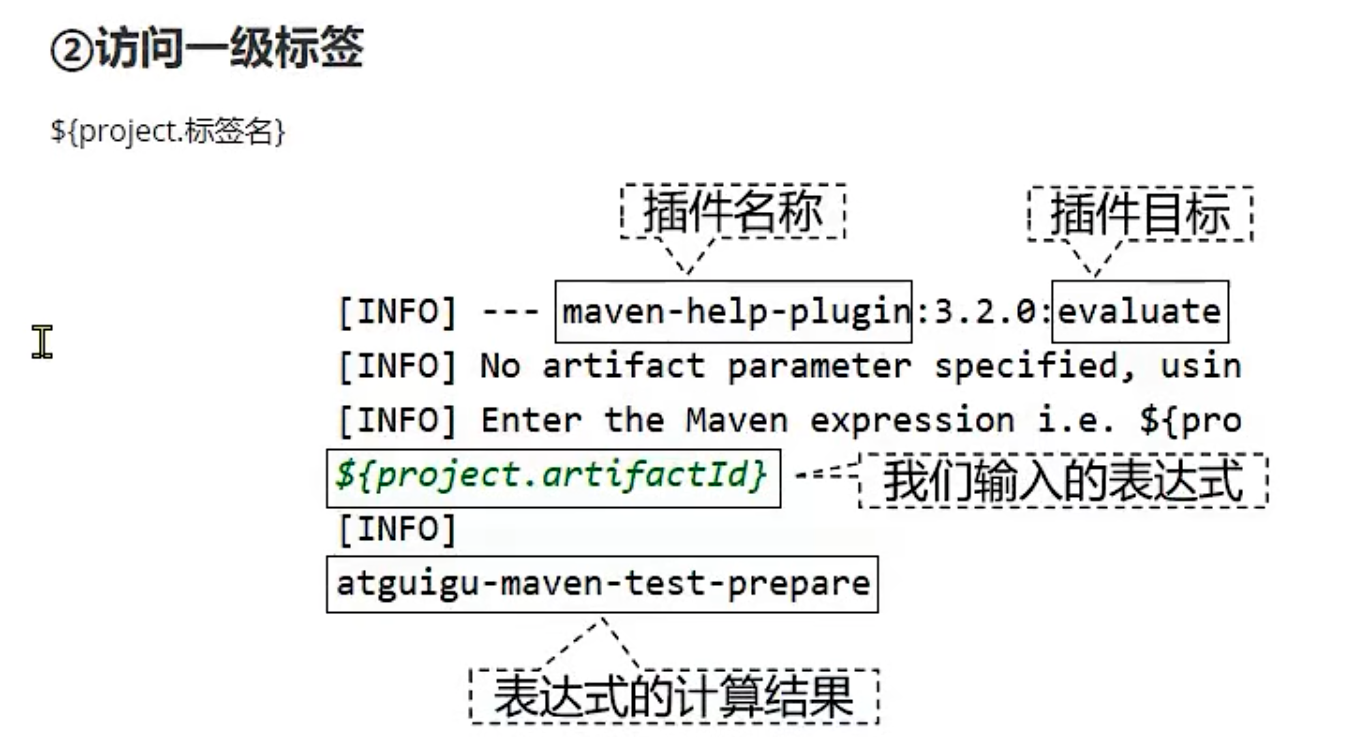 ②访问一级标签
${project.标签名}
插件名称
插件目标
[INFO] --- maven-help-plugin:3.2.0:evaluate
[INFO] No artifact parameter specified, usin
[INFO] Enter the Maven expression i.e. ${pro
${project.artifactId}
我们输入的表达式
[INFO]
atguigu-maven-test-prepare
表达式的计算结果